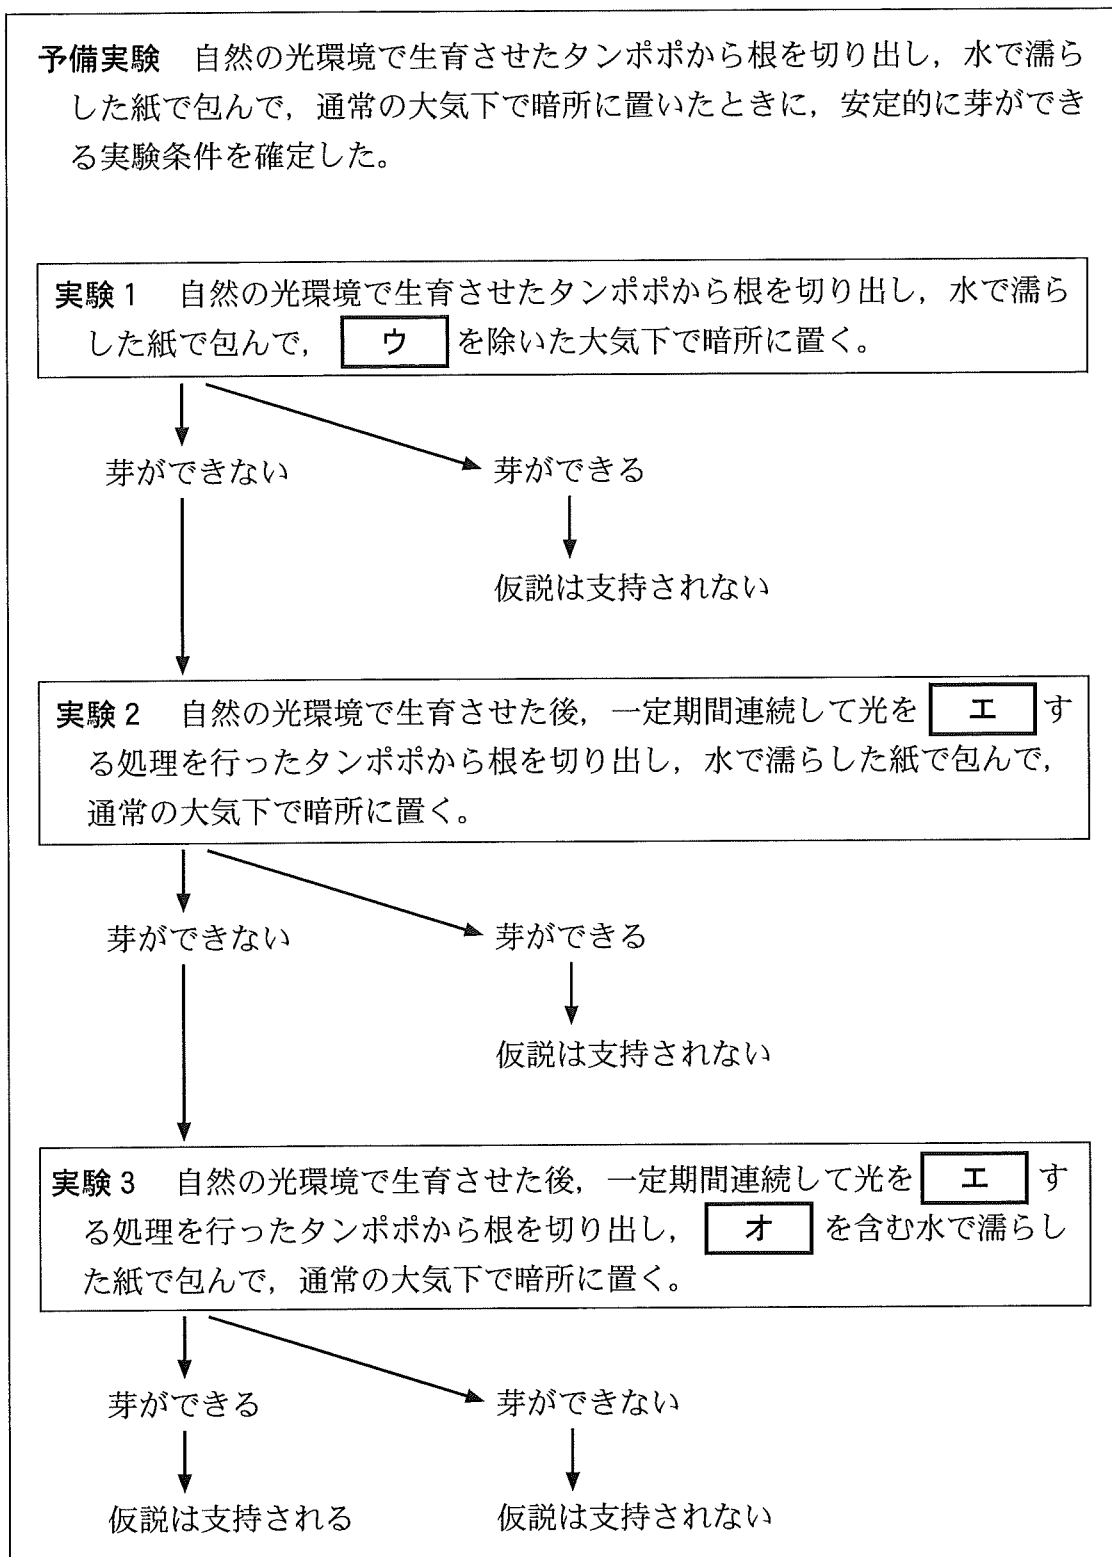 予備実験 自然の光環境で生育させたタンポポから根を切り出し，水で濡ら
した紙で包んで，通常の大気下で暗所に置いたときに，安定的に芽ができ
る実験条件を確定した。
実験1 自然の光環境で生育させたタンポポから根を切り出し，水で濡ら
した紙で包んで， ウ を除いた大気下で暗所に置く。
芽ができない 芽ができる
仮説は支持されない
実験2 自然の光環境で生育させた後，一定期間連続して光を エ す
る処理を行ったタンポポから根を切り出し，水で濡らした紙で包んで，
通常の大気下で暗所に置く。
芽ができない 芽ができる
仮説は支持されない
実験3 自然の光環境で生育させた後，一定期間連続して光を エ す
る処理を行ったタンポポから根を切り出し， オ を含む水で濡らし
た紙で包んで，通常の大気下で暗所に置く。
芽ができる 芽ができない
仮説は支持される 仮説は支持されない